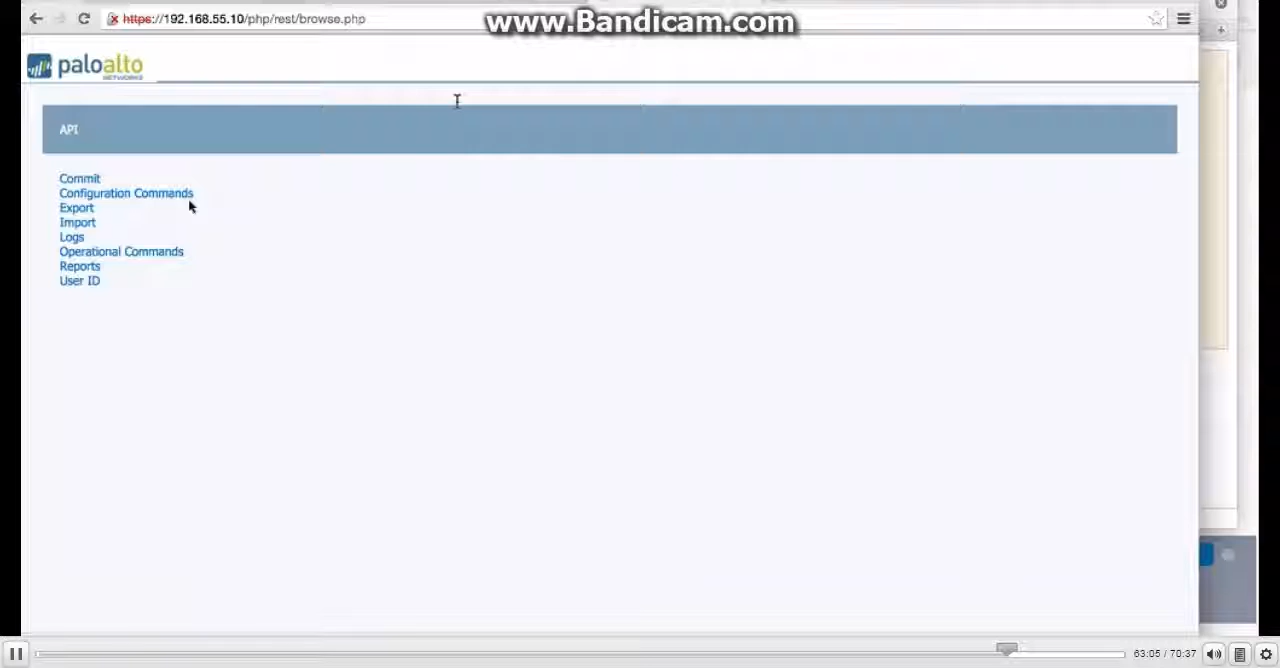 https://192.168.55.10/php/rest/browse.php
www.Bandicam.com
paloalto
NETWORKS
API
Commit
Configuration Commands
Export
Import
Logs
Operational Commands
Reports
User ID
63:05 / 70:37